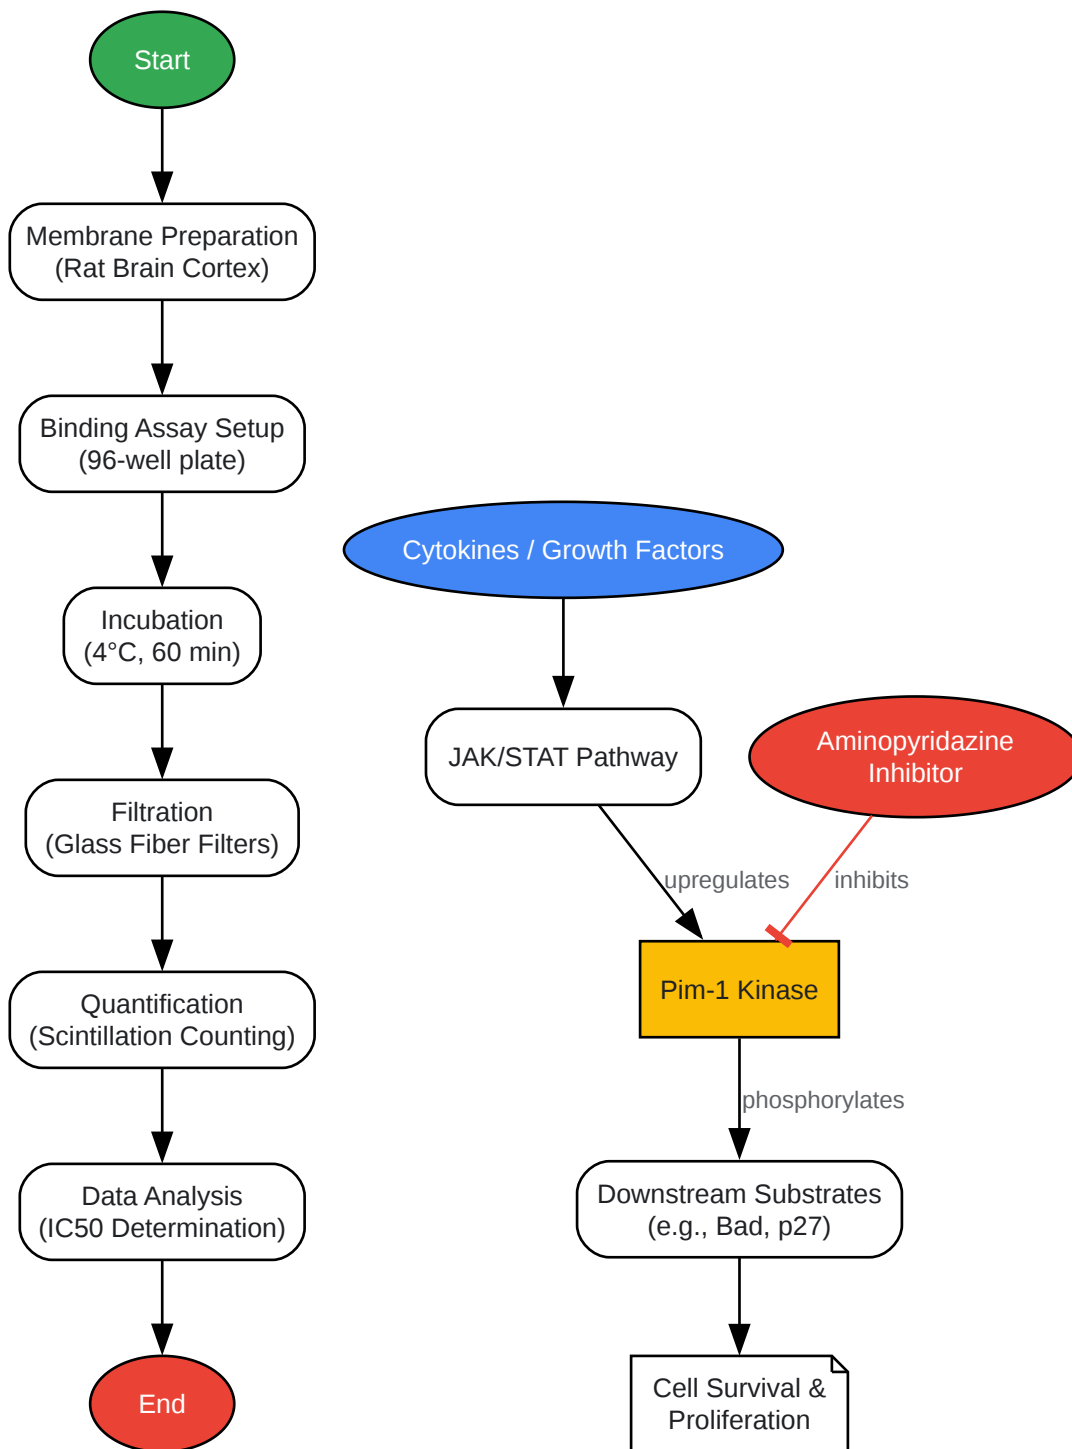 Start
Membrane Preparation
(Rat Brain Cortex)
Binding Assay Setup
(96-well plate)
Incubation
(4°C, 60 min)
Filtration
(Glass Fiber Filters)
Quantification
(Scintillation Counting)
Data Analysis
(IC50 Determination)
End
Cytokines / Growth Factors
JAK/STAT Pathway
Aminopyridazine
Inhibitor
upregulates
inhibits
Pim-1 Kinase
phosphorylates
Downstream Substrates
(e.g., Bad, p27)
Cell Survival &
Proliferation